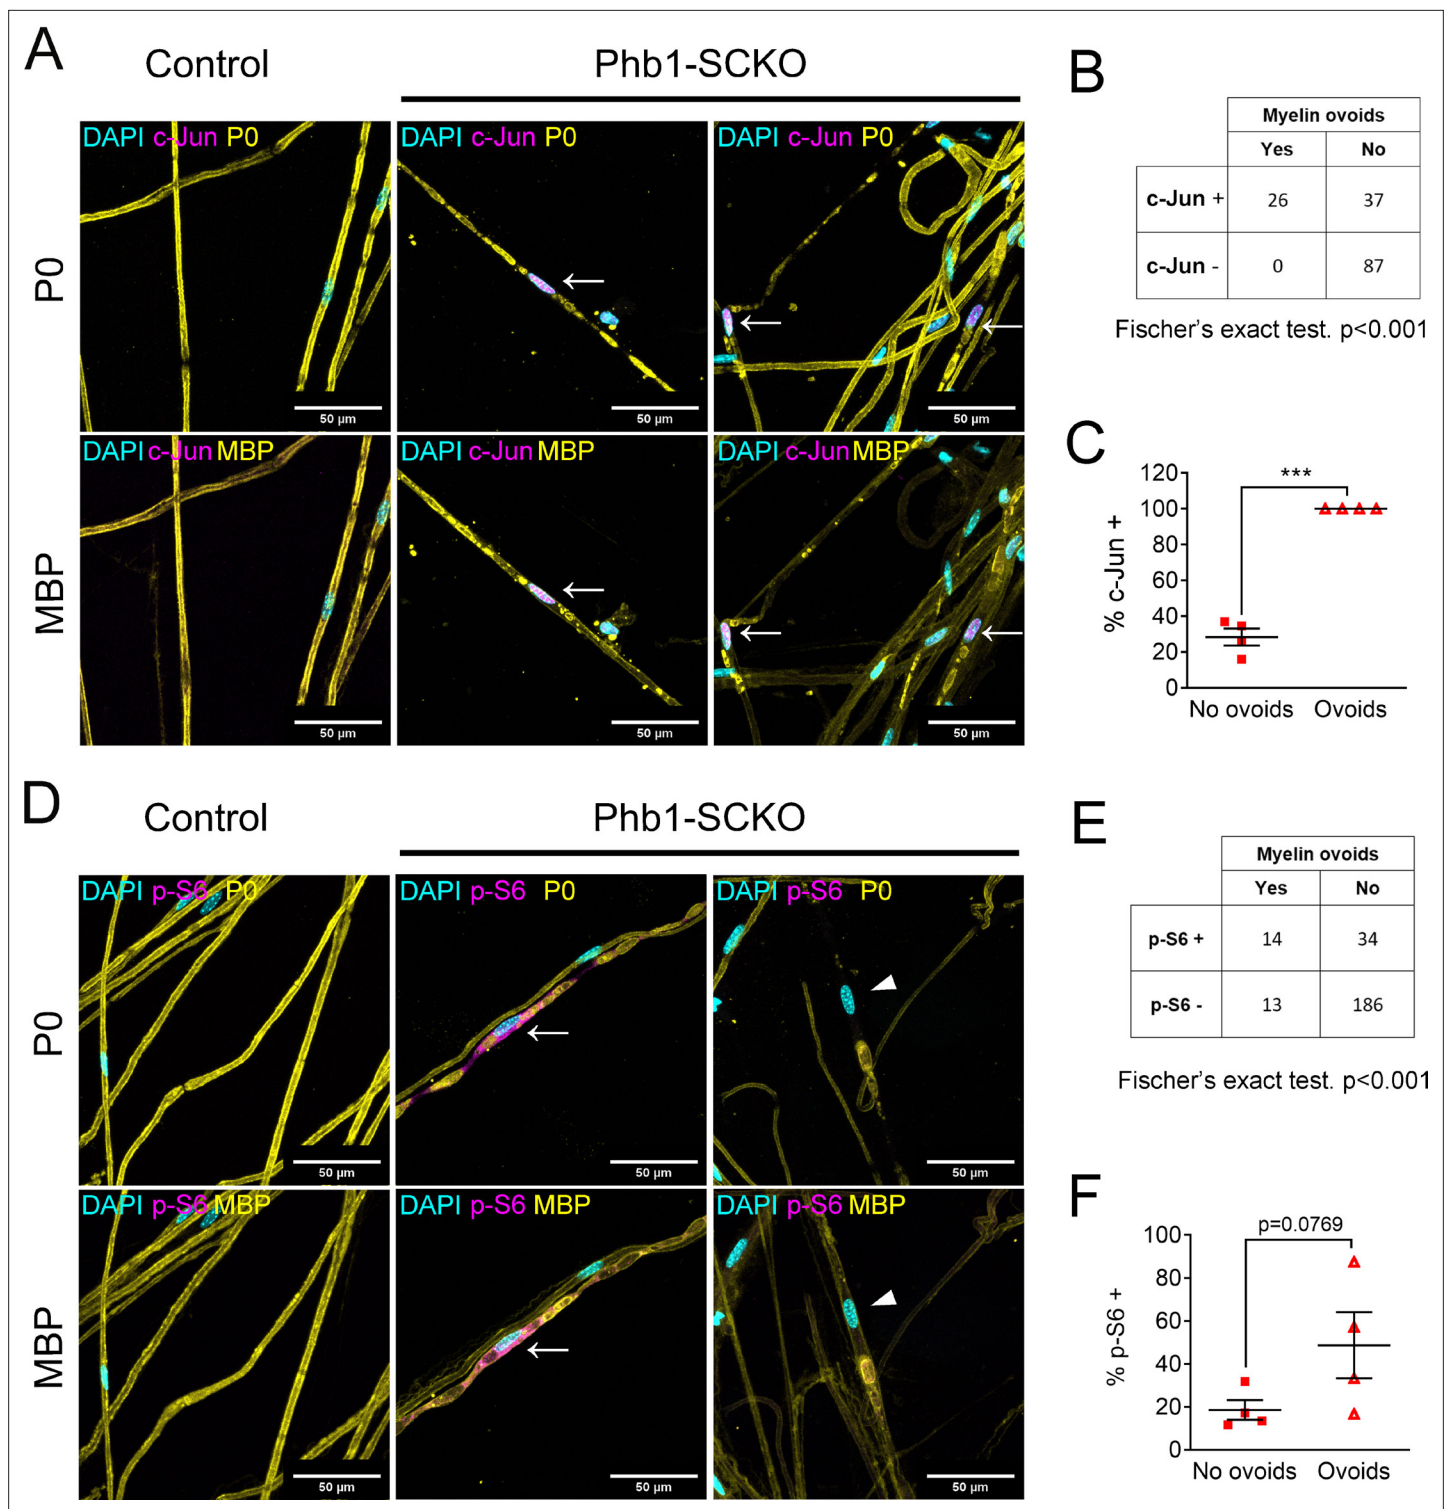 A
Control
Phb1-SCKO
P0
DAPI c-Jun P0
DAPI c-Jun P0
DAPI c-Jun P0
50 µm
50 µm
50 µm
MBP
DAPI c-Jun MBP
DAPI c-Jun MBP
DAPI c-Jun MBP
50 µm
50 µm
50 µm
B
Myelin ovoids
Yes No
c-Jun + 26 37
c-Jun - 0 87
Fischer's exact test. p<0.001
C
% c-Jun +
120
100
80
60
40
20
0
***
No ovoids Ovoids
D
Control
Phb1-SCKO
P0
DAPI p-S6 P0
DAPI p-S6 P0
DAPI p-S6 P0
50 µm
50 µm
50 µm
MBP
DAPI p-S6 MBP
DAPI p-S6 MBP
DAPI p-S6 MBP
50 µm
50 µm
50 µm
E
Myelin ovoids
Yes No
p-S6 + 14 34
p-S6 - 13 186
Fischer's exact test. p<0.001
F
% p-S6 +
100
80
60
40
20
0
p=0.0769
No ovoids Ovoids